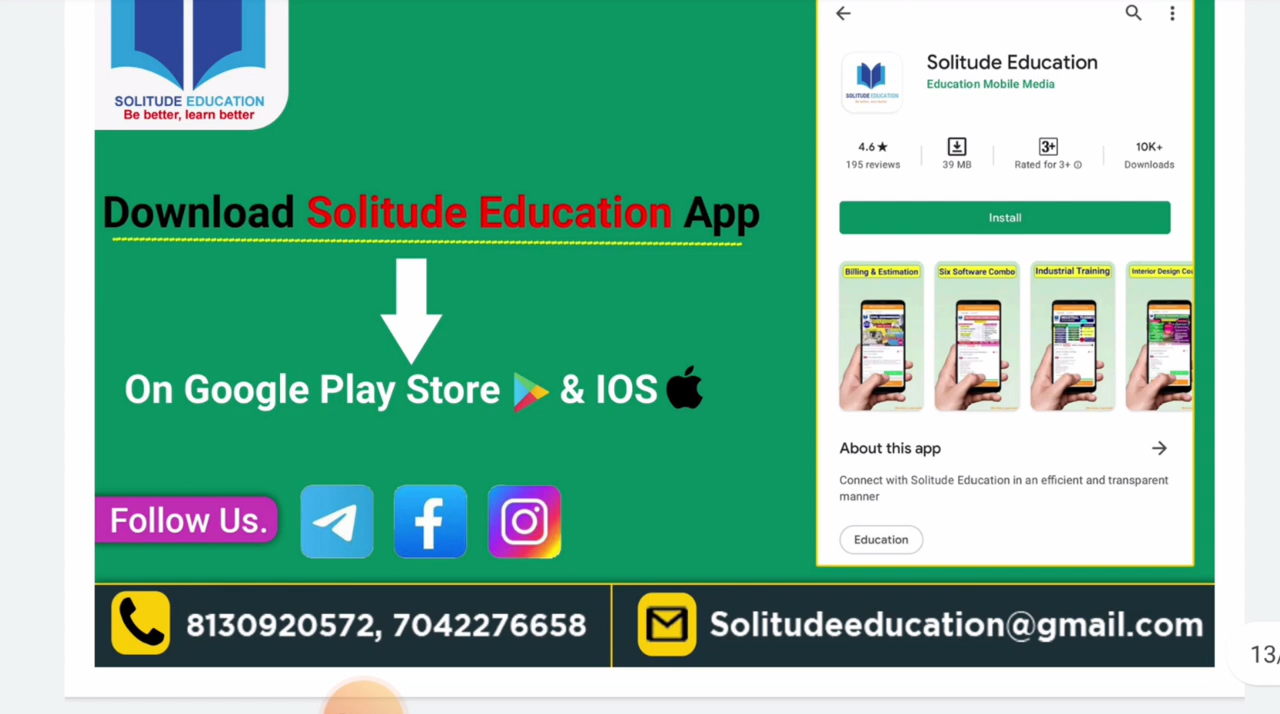 SOLITUDE EDUCATION
Be better, learn better
Download Solitude Education App
On Google Play Store & IOS
Follow Us.
8130920572, 7042276658
Solitudeeducation@gmail.com
Solitude Education
Education Mobile Media
SOLITUDE EDUCATION
4.6★
195 reviews
39 MB
3+
Rated for 3+
10K+
Downloads
Install
Billing & Estimation
Six Software Combo
Industrial Training
Interior Design Cou
About this app
Connect with Solitude Education in an efficient and transparent
manner
Education
13/